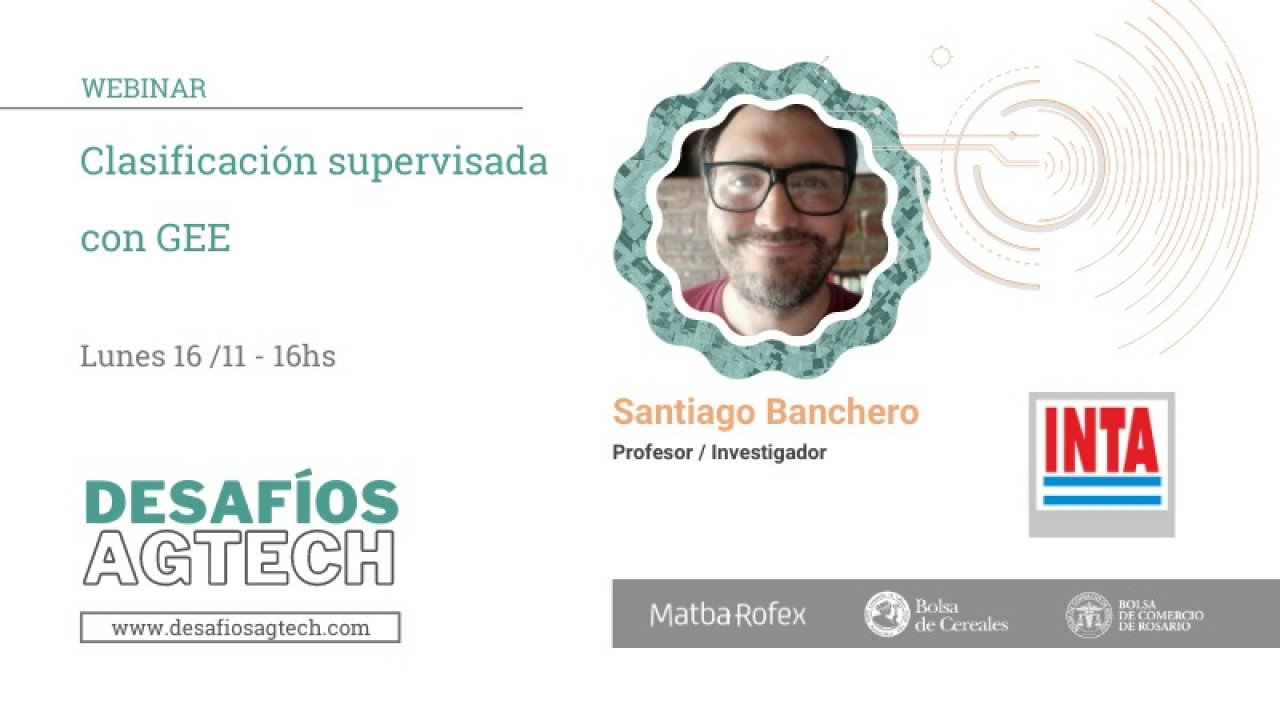 WEBINAR
Clasificación supervisada
con GEE
Lunes 16 /11 - 16hs
DESAFÍOS
AGTECH
www.desafiosagtech.com
Santiago Banchero
Profesor / Investigador
INTA
Matba Rofex
Bolsa
de Cereales
BOLSA
DE COMERCIO
DE ROSARIO